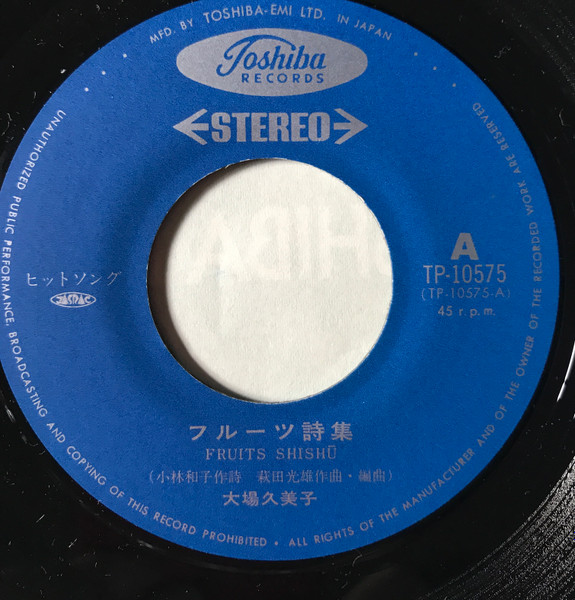 MFD. BY TOSHIBA-EMI LTD. IN JAPAN
Toshiba
RECORDS
STEREO
A
TP-10575
(TP-10575-A)
45 r.p.m.
ヒットソング
JASRAC
フルーツ詩集
FRUITS SHISHŪ
(小林和子作詩 萩田光雄作曲・編曲)
大場久美子
UNAUTHORIZED PUBLIC PERFORMANCE, BROADCASTING AND COPYING OF THIS RECORD PROHIBITED • ALL RIGHTS OF THE MANUFACTURER AND OF THE OWNER OF THE RECORDED WORK ARE RESERVED